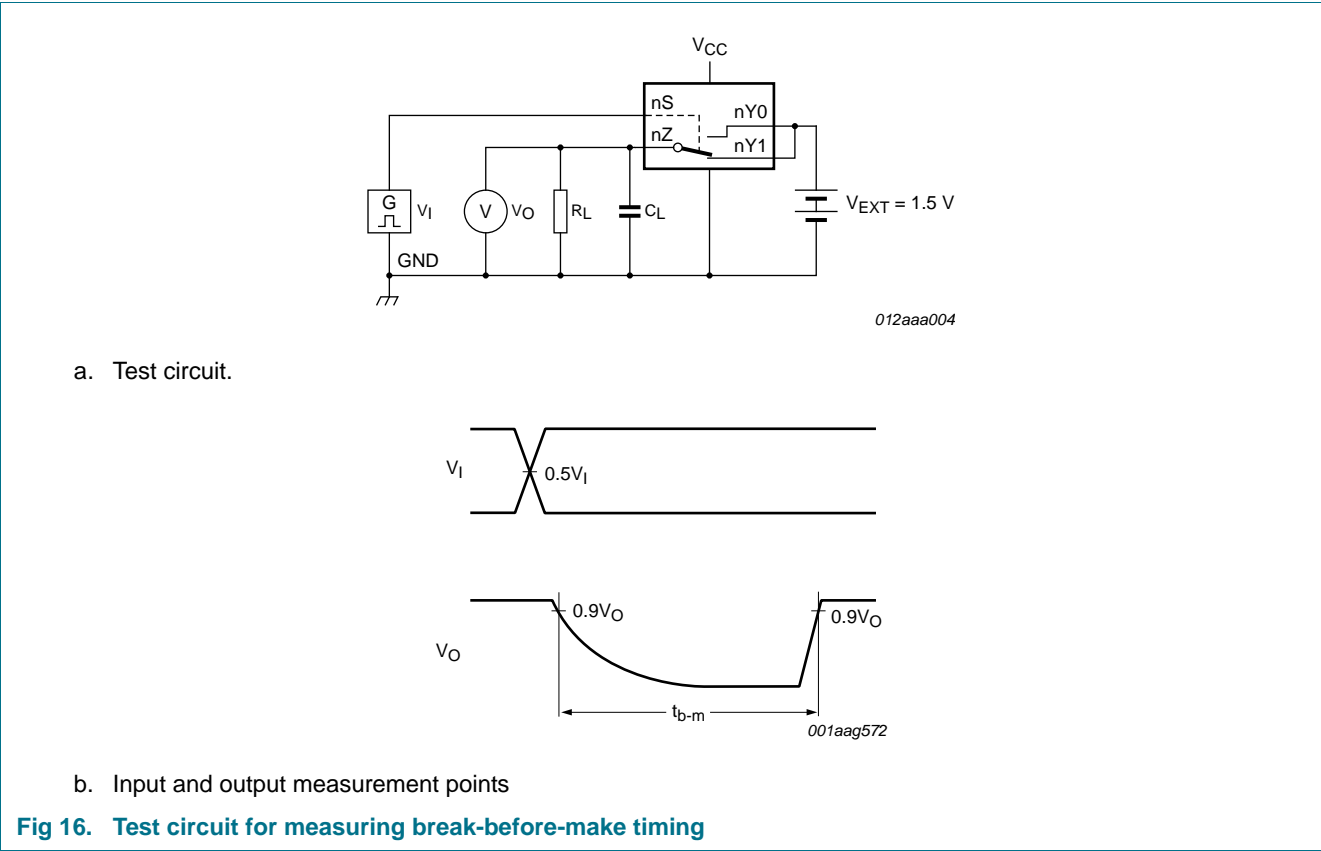 VCC
nS
nY0
nZ
nY1
G
VI
V
VO
RL
CL
VEXT = 1.5 V
GND
012aaa004
a. Test circuit.
VI
0.5VI
0.9VO
0.9VO
VO
tb-m
001aag572
b. Input and output measurement points
Fig 16. Test circuit for measuring break-before-make timing